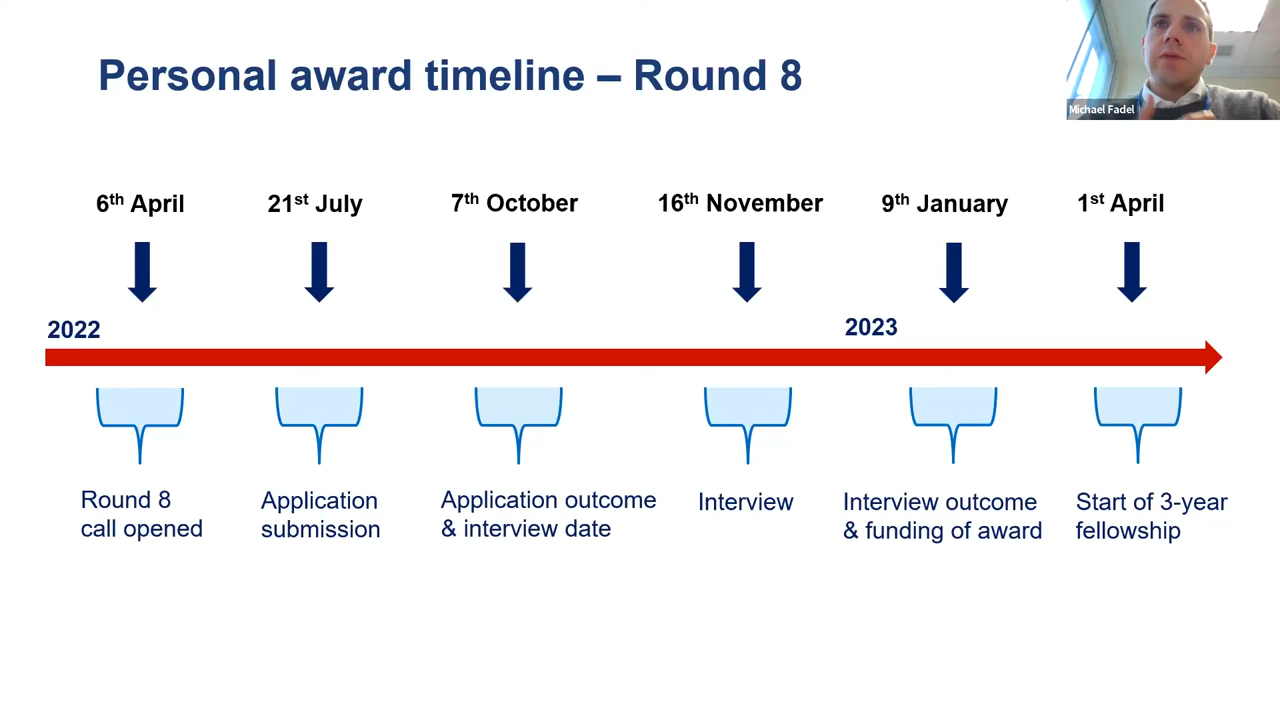 Personal award timeline – Round 8
Michael Fadel
6th April
21st July
7th October
16th November
9th January
1st April
2022
2023
Round 8
call opened
Application
submission
Application outcome
& interview date
Interview
Interview outcome
& funding of award
Start of 3-year
fellowship